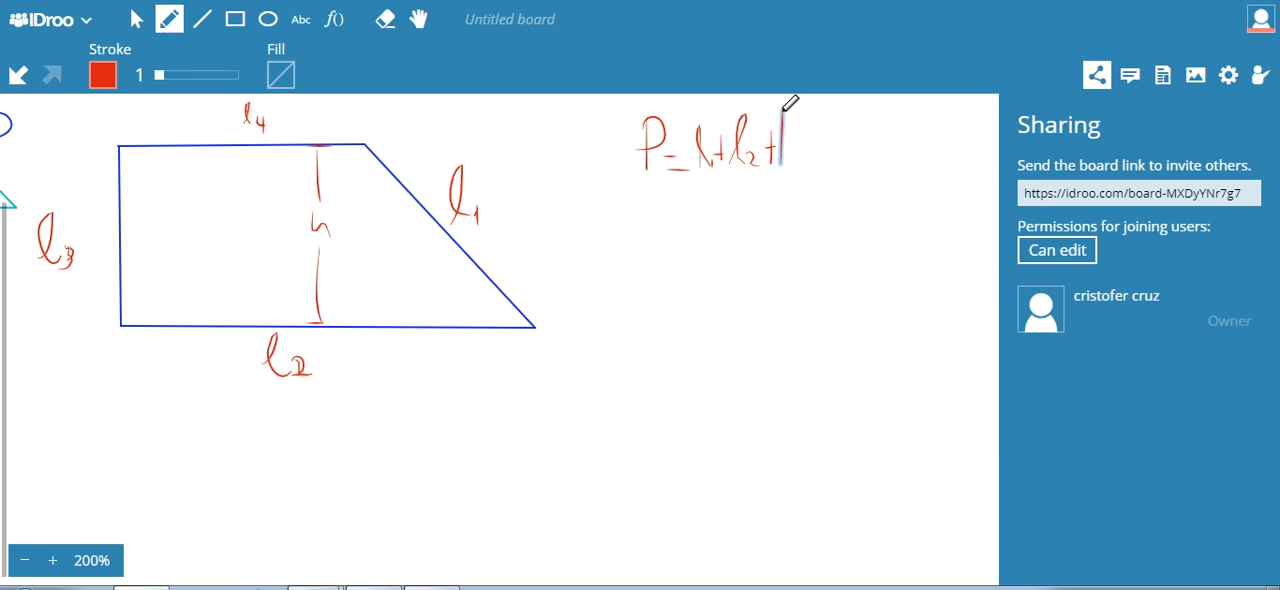 IDroo
Abc
f()
Untitled board
Stroke
Fill
1
l4
l3
h
l1
l2
P = l1+l2+l
Sharing
Send the board link to invite others.
https://idroo.com/board-MXDyYNr7g7
Permissions for joining users:
Can edit
cristofer cruz
Owner
− + 200%